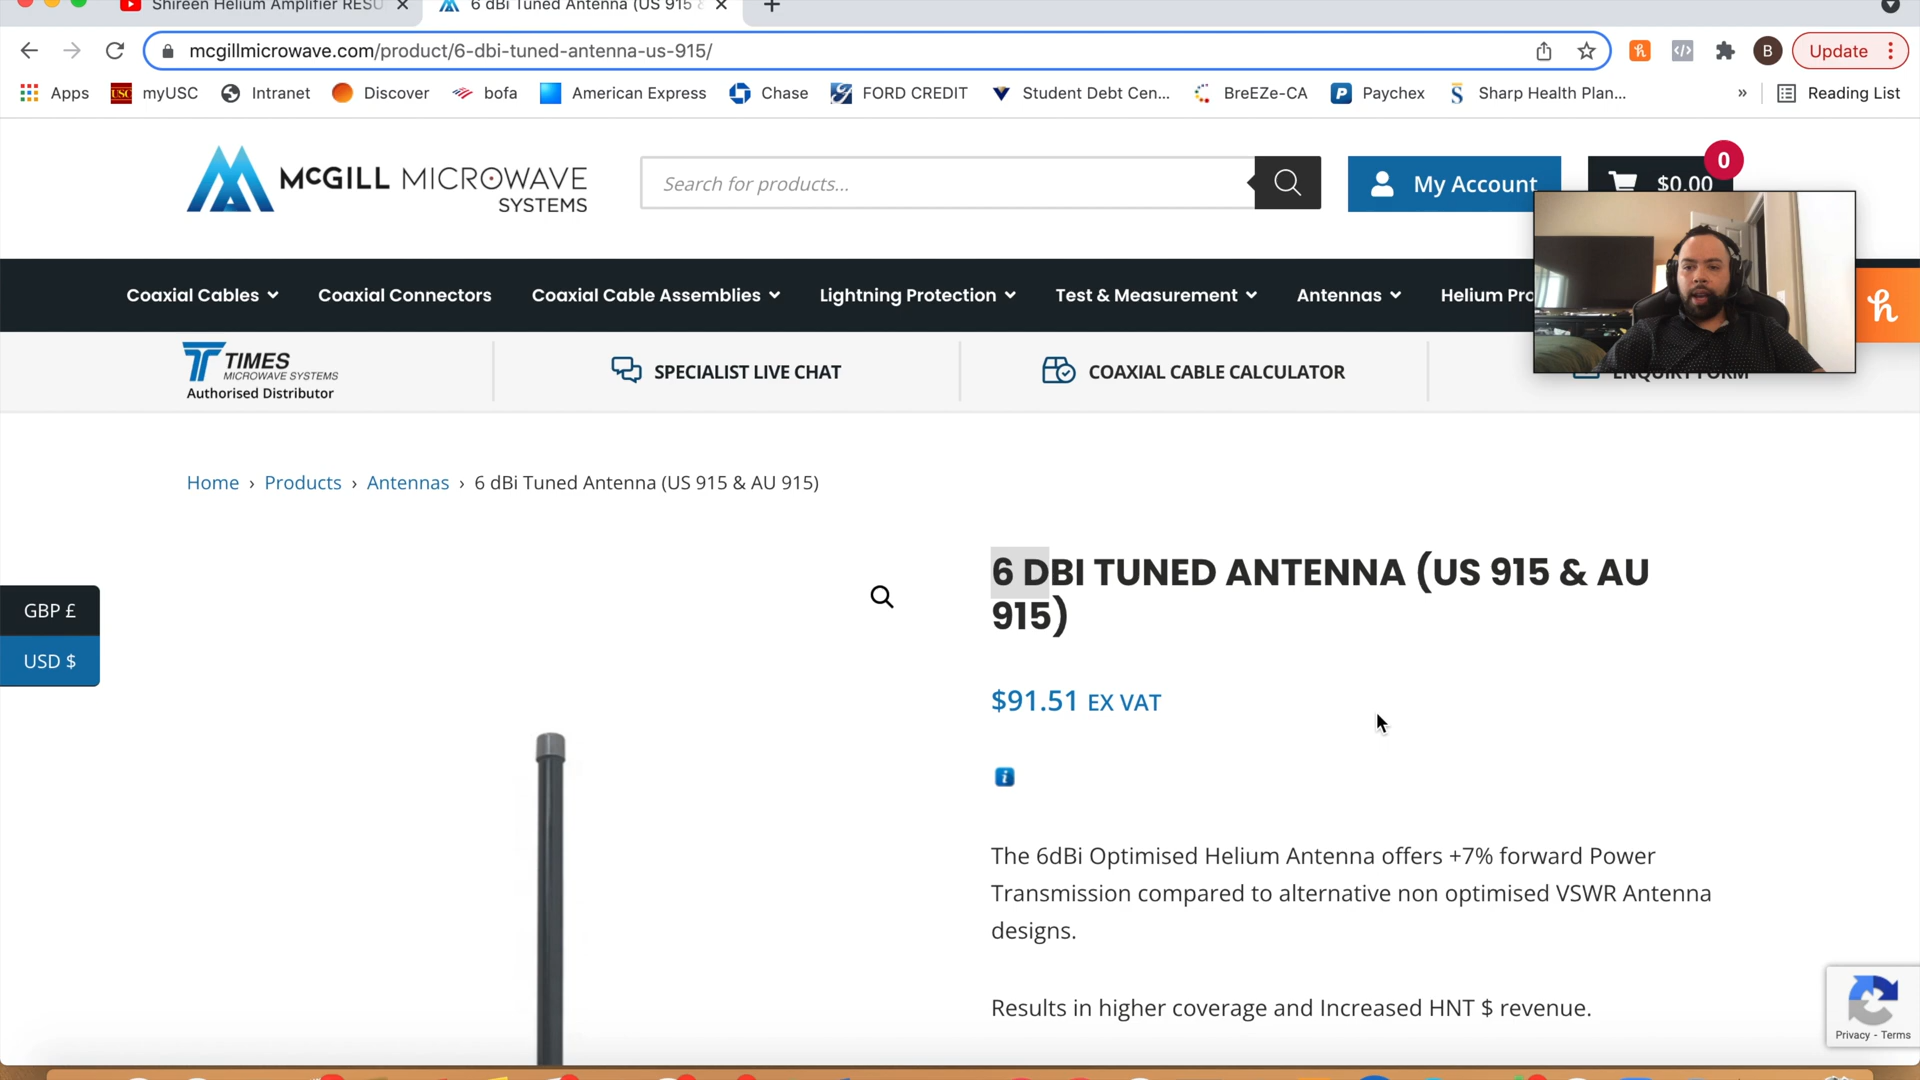 Shireen Helium Amplifier RESU
6 dBi Tuned Antenna (US 915 &
mcgillmicrowave.com/product/6-dbi-tuned-antenna-us-915/
B
Update
Apps
USC
myUSC
Intranet
Discover
bofa
American Express
Chase
FORD CREDIT
Student Debt Cen...
BreEZe-CA
Paychex
Sharp Health Plan...
»
Reading List
McGILL MICROWAVE
SYSTEMS
Search for products...
My Account
$0.00
0
Coaxial Cables
Coaxial Connectors
Coaxial Cable Assemblies
Lightning Protection
Test & Measurement
Antennas
Helium Pro
h
TIMES
MICROWAVE SYSTEMS
Authorised Distributor
SPECIALIST LIVE CHAT
COAXIAL CABLE CALCULATOR
ENQUIRY FORM
Home › Products › Antennas › 6 dBi Tuned Antenna (US 915 & AU 915)
6 DBI TUNED ANTENNA (US 915 & AU
915)
GBP £
USD $
$91.51 EX VAT
The 6dBi Optimised Helium Antenna offers +7% forward Power
Transmission compared to alternative non optimised VSWR Antenna
designs.
Results in higher coverage and Increased HNT $ revenue.
Privacy - Terms